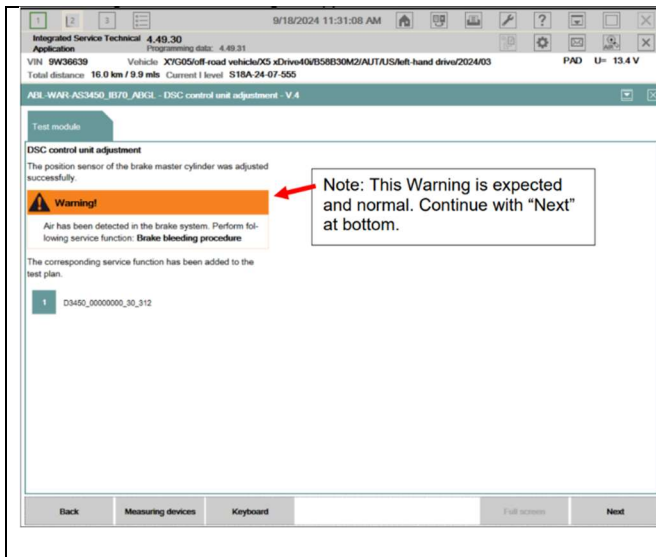 1 2 3 9/18/2024 11:31:08 AM ?
Integrated Service Technical 4.49.30
Application Programming data: 4.49.31
VIN 9W36639 Vehicle X'/G05/off-road vehicle/X5 xDrive40i/B58B30M2/AUT/US/left-hand drive/2024/03 PAD U= 13.4 V
Total distance 16.0 km / 9.9 mls Current I level S18A-24-07-555
ABL-WAR-AS3450_IB70_ABGL - DSC control unit adjustment - V.4
Test module
DSC control unit adjustment
The position sensor of the brake master cylinder was adjusted
successfully.
Warning!
Air has been detected in the brake system. Perform fol-
lowing service function: Brake bleeding procedure
The corresponding service function has been added to the
test plan.
1 D3450_00000000_30_312
Note: This Warning is expected
and normal. Continue with “Next”
at bottom.
Back Measuring devices Keyboard Full screen Next